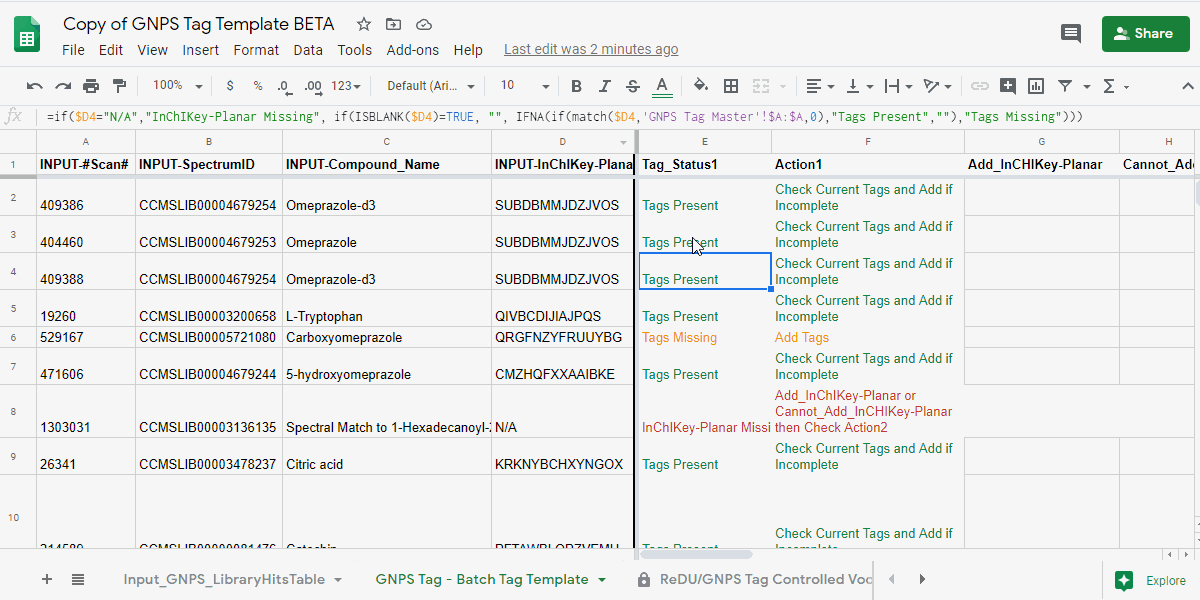 Copy of GNPS Tag Template BETA
File Edit View Insert Format Data Tools Add-ons Help Last edit was 2 minutes ago
Share
100% $ % .0 .00 123 Default (Ari... 10 B I S A
fx =if($D4="N/A","InChIKey-Planar Missing", if(ISBLANK($D4)=TRUE, "", IFNA(if(match($D4,'GNPS Tag Master'!$A:$A,0),"Tags Present",""),"Tags Missing")))
A B C D E F G H
1 INPUT-#Scan# INPUT-SpectrumID INPUT-Compound_Name INPUT-InChIKey-Plana Tag_Status1 Action1 Add_InCHIKey-Planar Cannot_Ad
2 409386 CCMSLIB00004679254 Omeprazole-d3 SUBDBMMJDZJVOS Tags Present Check Current Tags and Add if
Incomplete
3 404460 CCMSLIB00004679253 Omeprazole SUBDBMMJDZJVOS Tags Present Check Current Tags and Add if
Incomplete
4 409388 CCMSLIB00004679254 Omeprazole-d3 SUBDBMMJDZJVOS Tags Present Check Current Tags and Add if
Incomplete
5 19260 CCMSLIB00003200658 L-Tryptophan QIVBCDIJIAJPQS Tags Present Check Current Tags and Add if
Incomplete
6 529167 CCMSLIB00005721080 Carboxyomeprazole QRGFNZYFRUUYBG Tags Missing Add Tags
7 471606 CCMSLIB00004679244 5-hydroxyomeprazole CMZHQFXXAAIBKE Tags Present Check Current Tags and Add if
Incomplete
8 1303031 CCMSLIB00003136135 Spectral Match to 1-Hexadecanoyl- N/A InChIKey-Planar Missi Add_InChIKey-Planar or
Cannot_Add_InCHIKey-Planar
then Check Action2
9 26341 CCMSLIB00003478237 Citric acid KRKNYBCHXYNGOX Tags Present Check Current Tags and Add if
Incomplete
10 Check Current Tags and Add if
Input_GNPS_LibraryHitsTable GNPS Tag - Batch Tag Template ReDU/GNPS Tag Controlled Voc Explore